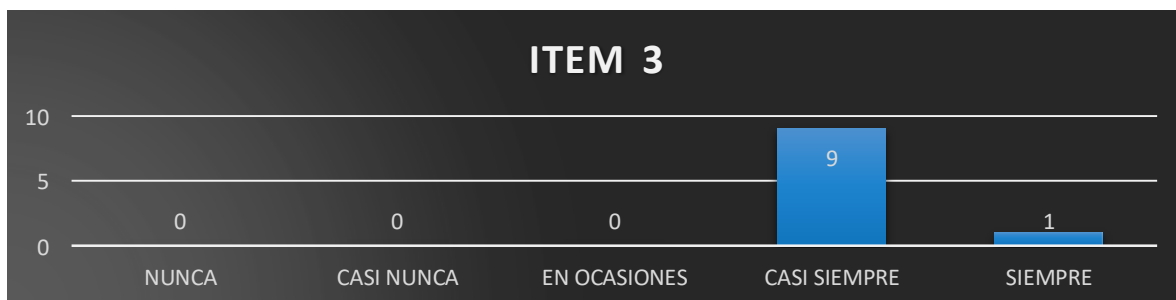 ITEM 3
10
5
0
0
0
0
9
1
NUNCA
CASI NUNCA
EN OCASIONES
CASI SIEMPRE
SIEMPRE